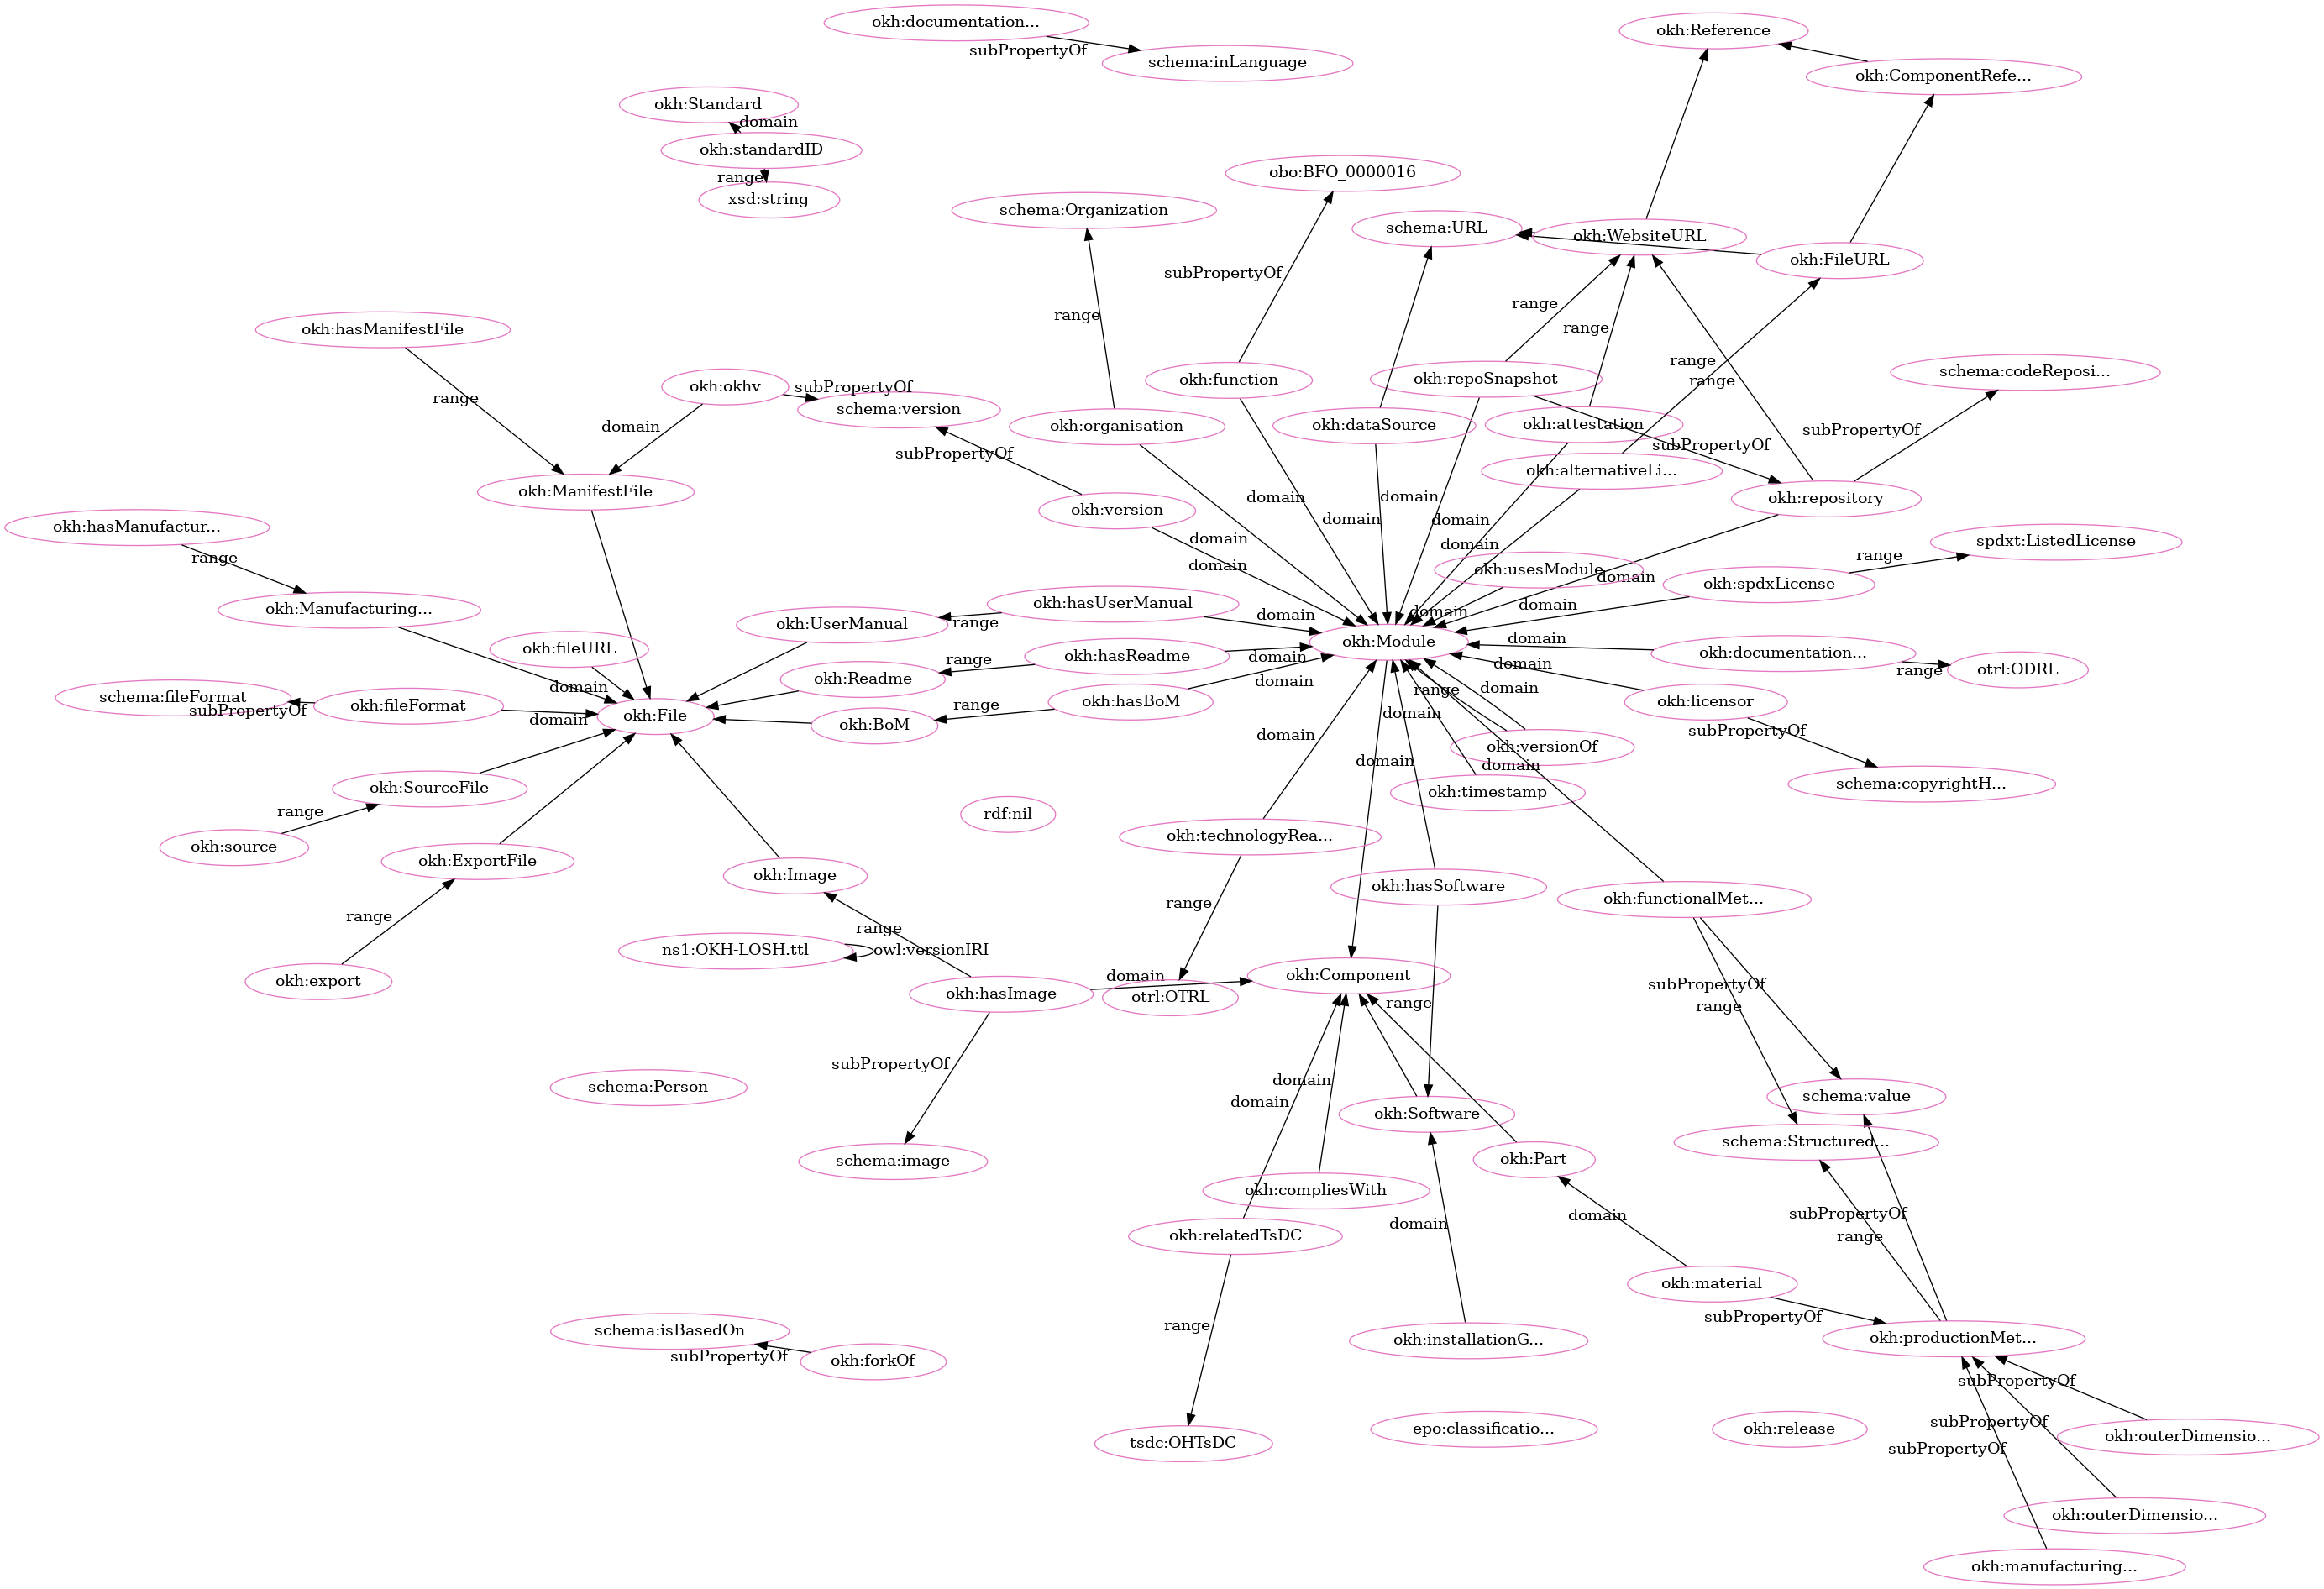 okh:documentation...
okh:Reference
subPropertyOf
schema:inLanguage
okh:ComponentRefe...
okh:Standard
domain
okh:standardID
range
xsd:string
obo:BFO_0000016
schema:Organization
schema:URL
okh:WebsiteURL
okh:FileURL
subPropertyOf
range
range
range
okh:hasManifestFile
range
range
range
okh:function
okh:repoSnapshot
schema:codeReposi...
okh:okhv
subPropertyOf
range
schema:version
domain
okh:organisation
okh:dataSource
okh:attestation
subPropertyOf
subPropertyOf
subPropertyOf
okh:alternativeLi...
okh:ManifestFile
domain
domain
okh:repository
okh:version
domain
domain
okh:hasManufactur...
domain
domain
spdxt:ListedLicense
range
range
domain
okh:usesModule
domain
okh:spdxLicense
okh:Manufacturing...
okh:hasUserManual
domain
domain
domain
okh:UserManual
range
okh:Module
domain
okh:fileURL
okh:hasReadme
domain
okh:documentation...
range
domain
otrl:ODRL
range
okh:Readme
domain
domain
range
domain
schema:fileFormat
subPropertyOf
okh:fileFormat
okh:hasBoM
okh:licensor
range
okh:File
domain
okh:BoM
domain
domain
subPropertyOf
okh:versionOf
domain
domain
okh:SourceFile
schema:copyrightH...
okh:timestamp
range
rdf:nil
okh:source
okh:technologyRea...
okh:ExportFile
okh:Image
okh:hasSoftware
okh:functionalMet...
range
range
range
ns1:OKH-LOSH.ttl
owl:versionIRI
okh:export
domain
okh:Component
okh:hasImage
otrl:OTRL
range
subPropertyOf
range
subPropertyOf
schema:Person
domain
domain
schema:value
okh:Software
schema:Structured...
schema:image
okh:Part
okh:compliesWith
domain
domain
subPropertyOf
okh:relatedTsDC
range
okh:material
subPropertyOf
schema:isBasedOn
range
okh:installationG...
okh:productionMet...
subPropertyOf
okh:forkOf
subPropertyOf
subPropertyOf
epo:classificatio...
okh:release
okh:outerDimensio...
tsdc:OHTsDC
subPropertyOf
okh:outerDimensio...
okh:manufacturing...